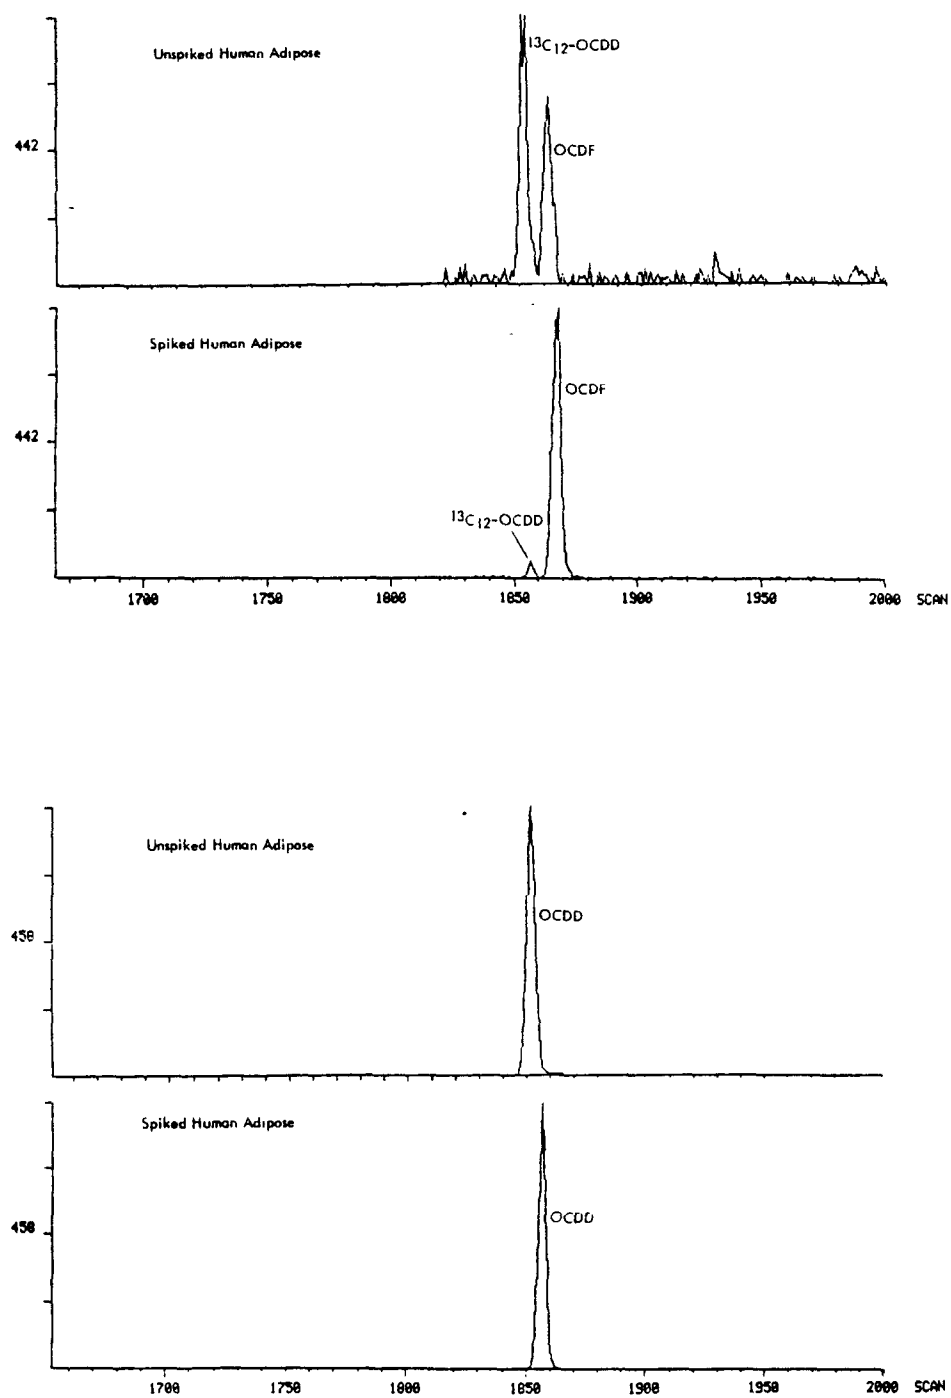 Unspiked Human Adipose
13C12-OCDD
OCDF
442
Spiked Human Adipose
OCDF
442
13C12-OCDD
1700 1750 1800 1850 1900 1950 2000 SCAN
Unspiked Human Adipose
OCDD
458
Spiked Human Adipose
OCDD
458
1700 1750 1800 1850 1900 1950 2000 SCAN